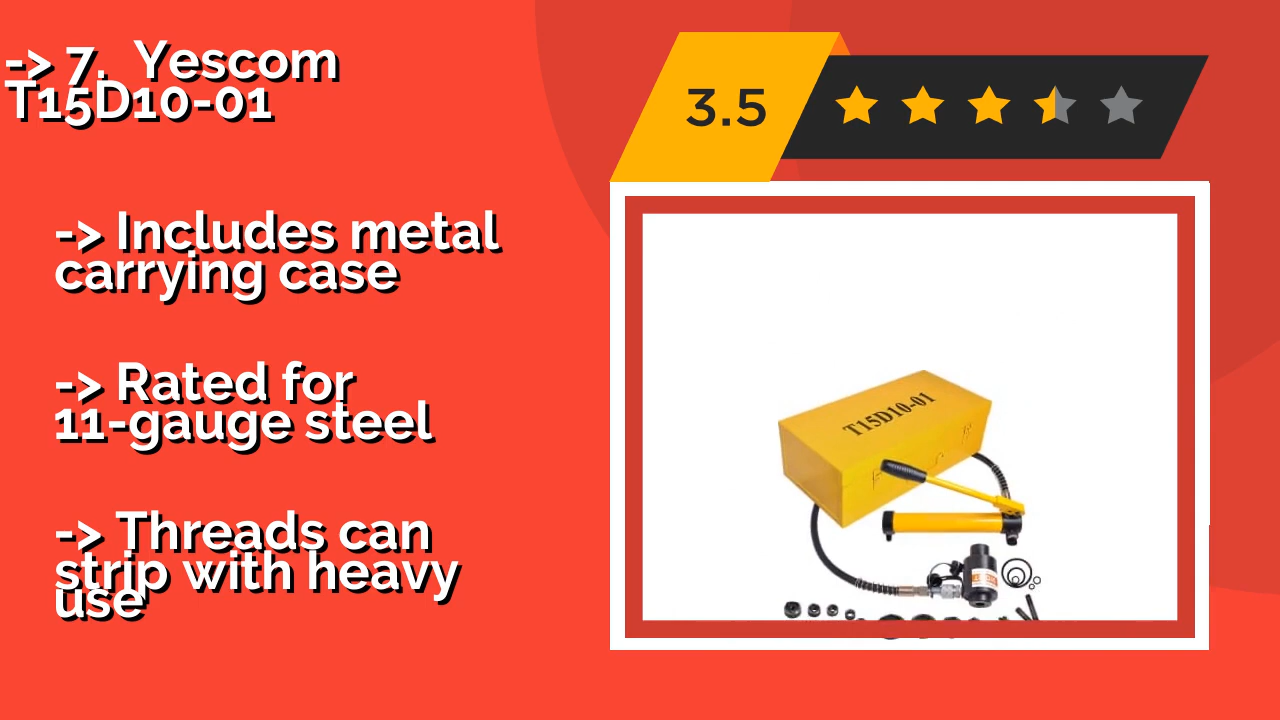 -> 7. Yescom
T15D10-01
3.5
-> Includes metal
carrying case
-> Rated for
11-gauge steel
-> Threads can
strip with heavy
use
T15D10-01